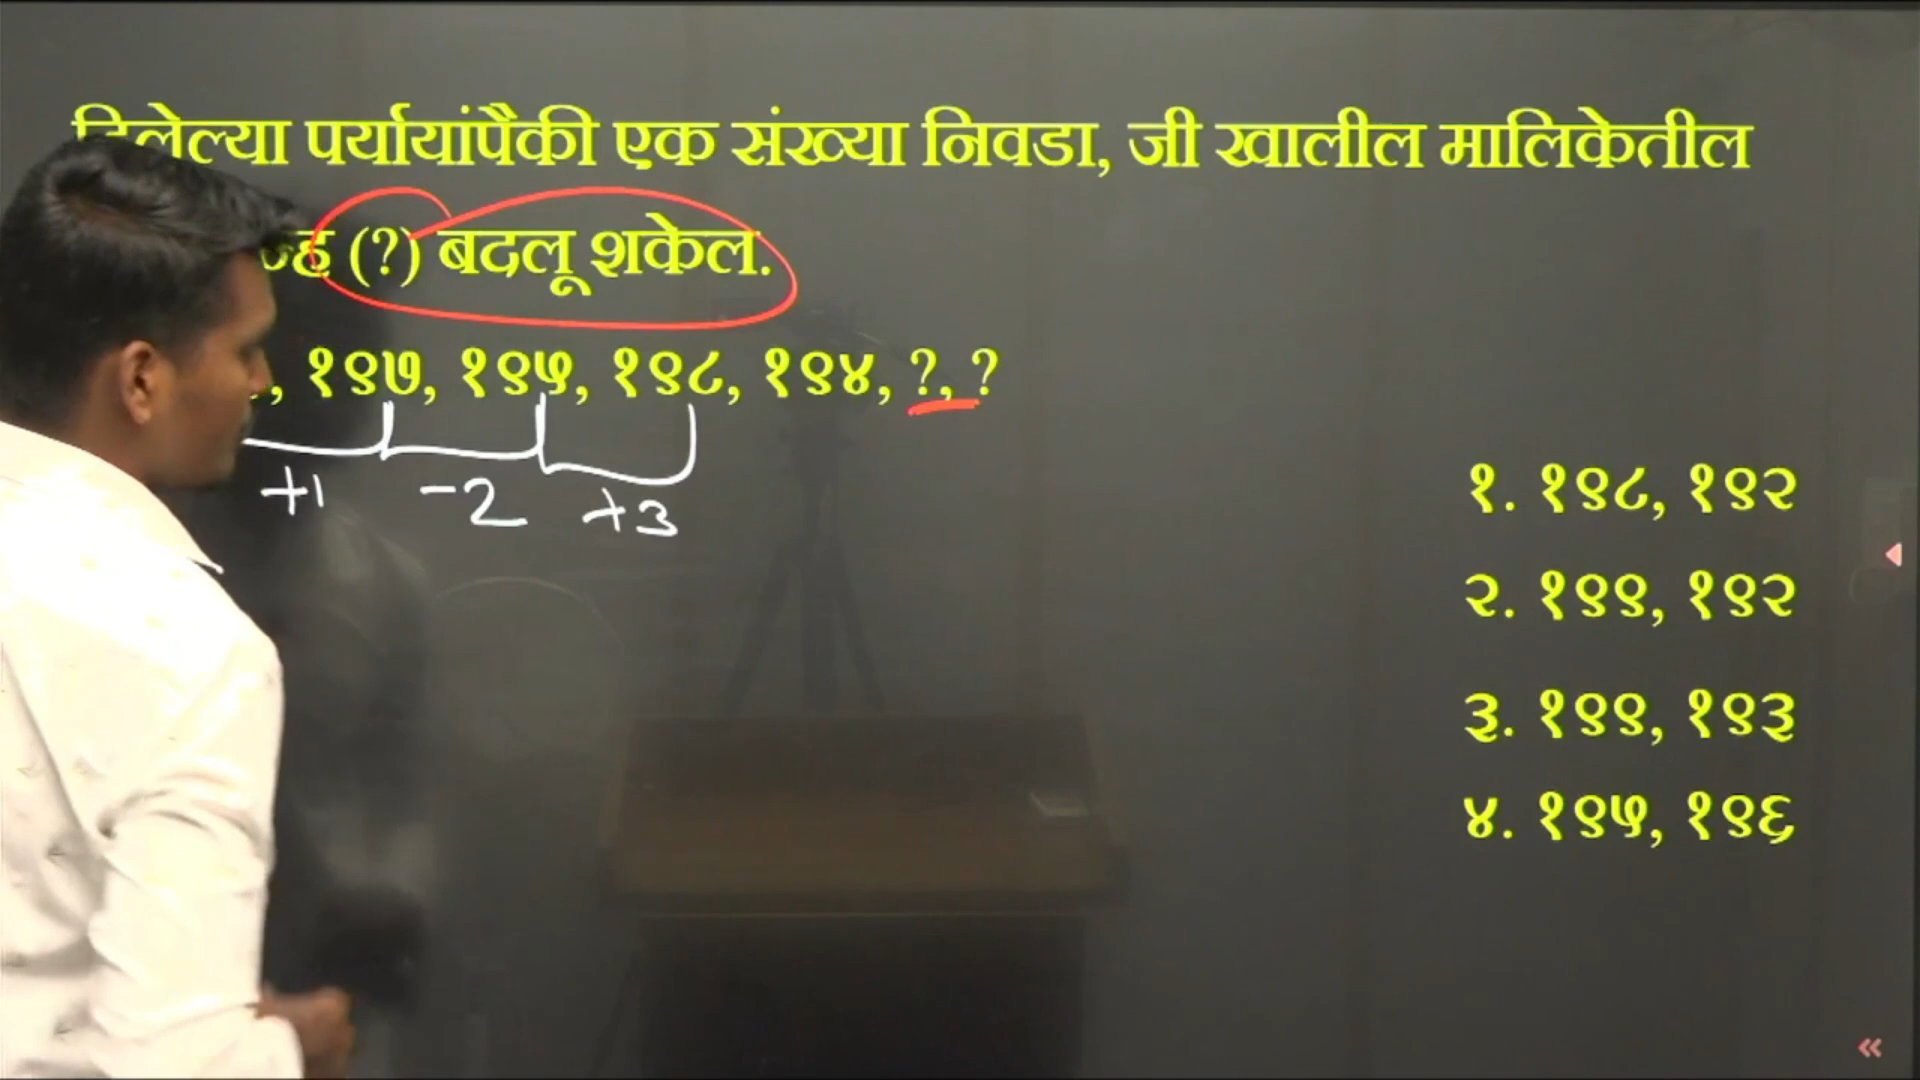 दिलेल्या पर्यायांपैकी एक संख्या निवडा, जी खालील मालिकेतील
(?) बदलू शकेल.
, १९७, १९५, १९८, १९४, ?, ?
+1 -2 +3
१. १९८, १९२
२. १९९, १९२
३. १९९, १९३
४. १९५, १९६